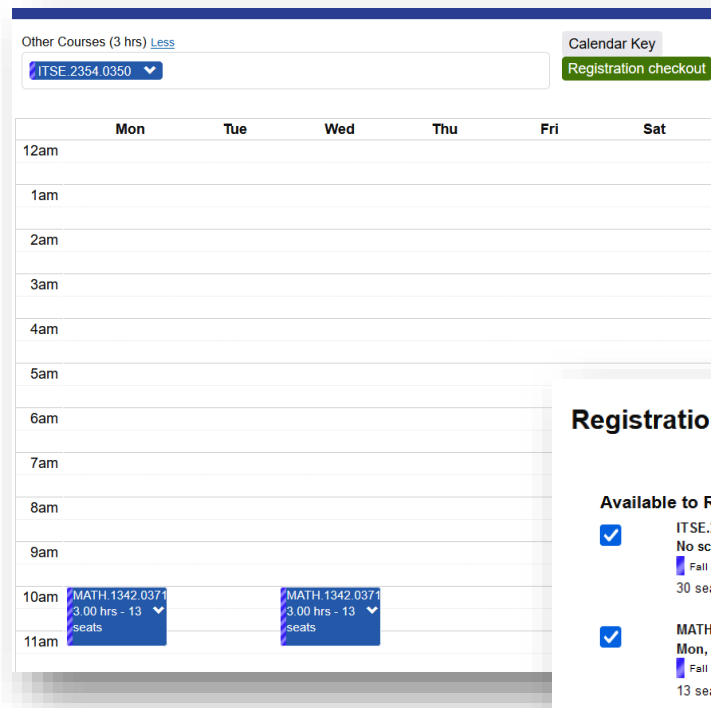 Other Courses (3 hrs) Less
Calendar Key
ITSE.2354.0350
Registration checkout
Mon Tue Wed Thu Fri Sat
12am
1am
2am
3am
4am
5am
6am
7am
8am
9am
10am
11am
MATH.1342.0371
3.00 hrs - 13
seats
MATH.1342.0371
3.00 hrs - 13
seats
Registratio
Available to R
ITSE.
No sc
Fall
30 sea
MATH
Mon,
Fall
13 sea